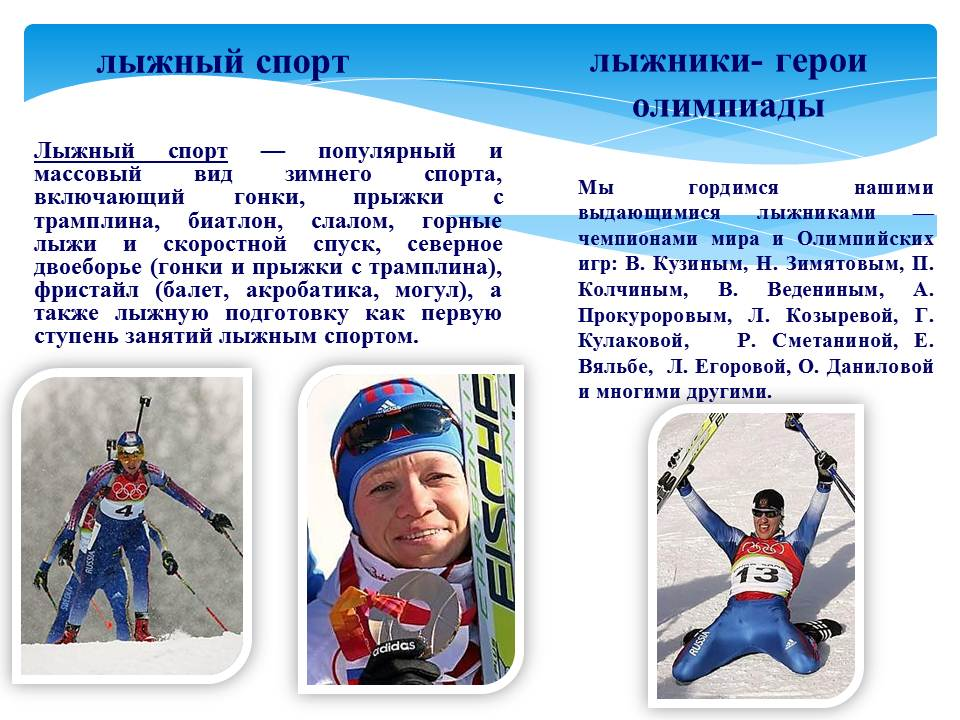 лыжный спорт
Лыжный спорт — популярный и
массовый вид зимнего спорта,
включающий гонки, прыжки с
трамплина, биатлон, слалом, горные
лыжи и скоростной спуск, северное
двоеборье (гонки и прыжки с трамплина),
фристайл (балет, акробатика, могул), а
также лыжную подготовку как первую
ступень занятий лыжным спортом.
лыжники- герои
олимпиады
Мы гордимся нашими
выдающимися лыжниками —
чемпионами мира и Олимпийских
игр: В. Кузиным, Н. Зимятовым, П.
Колчиным, В. Ведениным, А.
Прокуроровым, Л. Козыревой, Г.
Кулаковой, Р. Сметаниной, Е.
Вяльбе, Л. Егоровой, О. Даниловой
и многими другими.
4
RUSSIA
FISCHER
adidas
13
RUSSIA